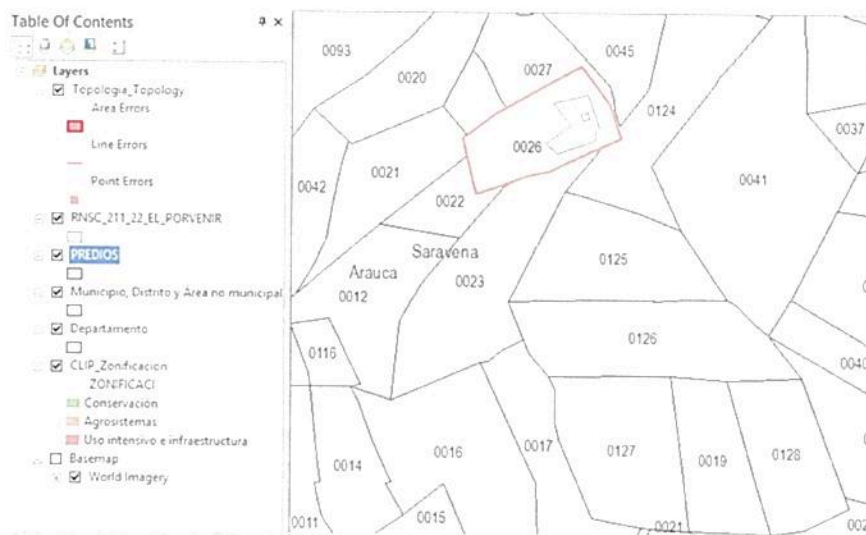 Table Of Contents
Layers
Topologia_Topology
Area Errors
Line Errors
Point Errors
RNSC_211_22_EL_PORVENIR
PREDIOS
Municipio, Distrito y Area no municipal
Departamento
CLIP_Zonificacion
ZONIFICACI
Conservación
Agrosistemas
Uso intensivo e infraestructura
Basemap
World Imagery
0093
0020
0027
0045
0124
0037
0026
0041
0042
0021
0022
Saravena
Arauca
0012
0023
0125
0126
0116
0040
0014
0016
0017
0127
0019
0128
0011
0015
0021
002